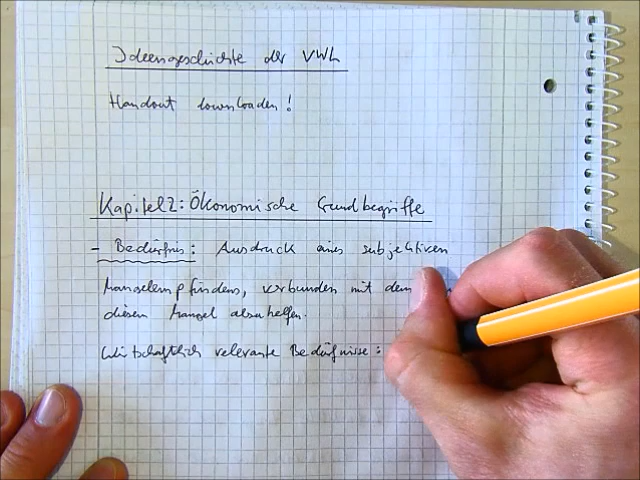 Ideengeschichte der VWL
Handout downloaden!
Kapitel 2: Ökonomische Grundbegriffe
- Bedürfnis: Ausdruck eines subjektiven
Mangelempfindens, verbunden mit dem
diesen Mangel abzuhelfen.
Wirtschaftlich relevante Bedürfnisse: